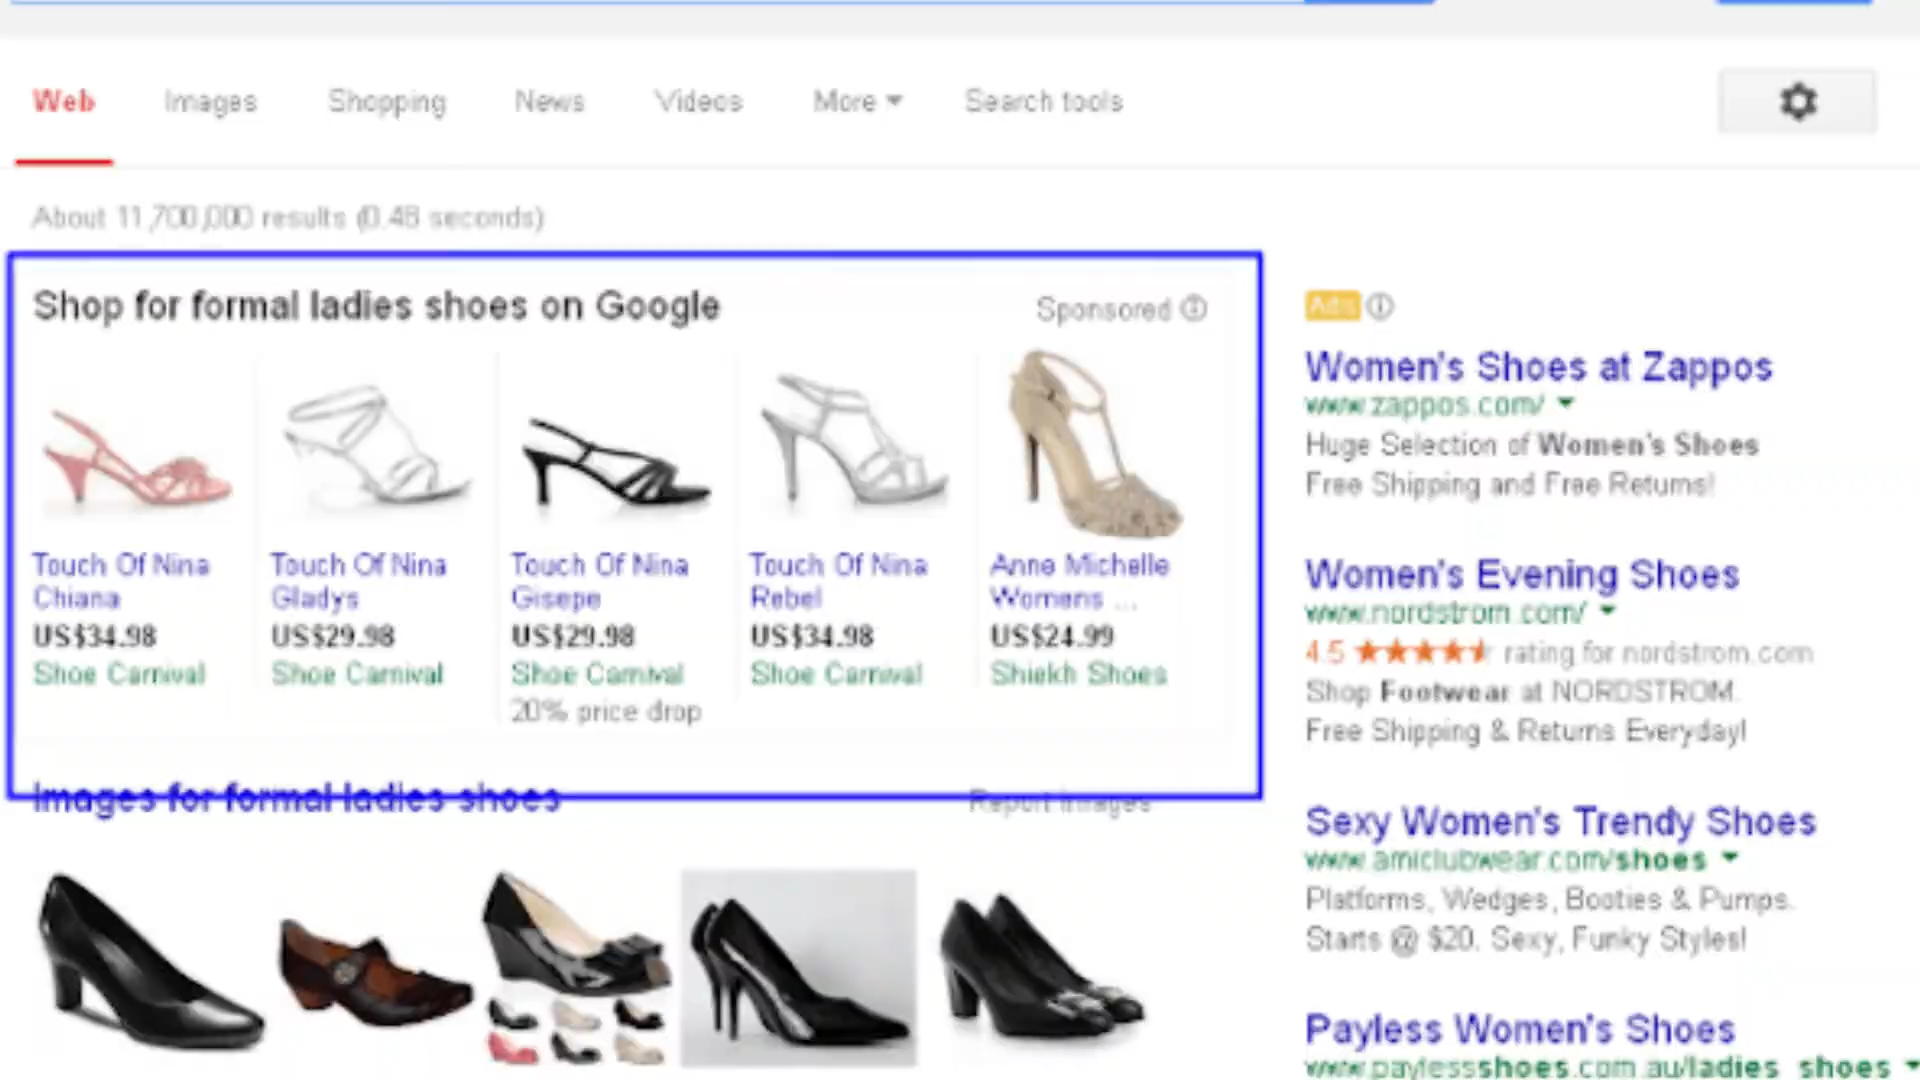 Web Images Shopping News Videos More Search tools
About 11,700,000 results (0.48 seconds)
Shop for formal ladies shoes on Google
Sponsored
Touch Of Nina
Chiana
US$34.98
Shoe Carnival
Touch Of Nina
Gladys
US$29.98
Shoe Carnival
Touch Of Nina
Gisepe
US$29.98
Shoe Carnival
20% price drop
Touch Of Nina
Rebel
US$34.98
Shoe Carnival
Anne Michelle
Womens ...
US$24.99
Shiekh Shoes
Images for formal ladies shoes
Report images
Ads
Women's Shoes at Zappos
www.zappos.com/
Huge Selection of Women's Shoes
Free Shipping and Free Returns!
Women's Evening Shoes
www.nordstrom.com/
4.5 rating for nordstrom.com
Shop Footwear at NORDSTROM.
Free Shipping & Returns Everyday!
Sexy Women's Trendy Shoes
www.amiclubwear.com/shoes
Platforms, Wedges, Booties & Pumps.
Starts @ $20. Sexy, Funky Styles!
Payless Women's Shoes
www.paylessshoes.com.au/ladies_shoes